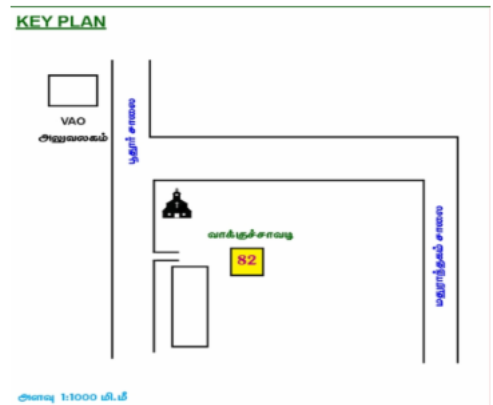 KEY PLAN
VAO
அலுவலகம்
புதூர் சாலை
வாக்குச்சாவடி
82
மதுராந்தகம் சாலை
அளவு 1:1000 மி.மீ